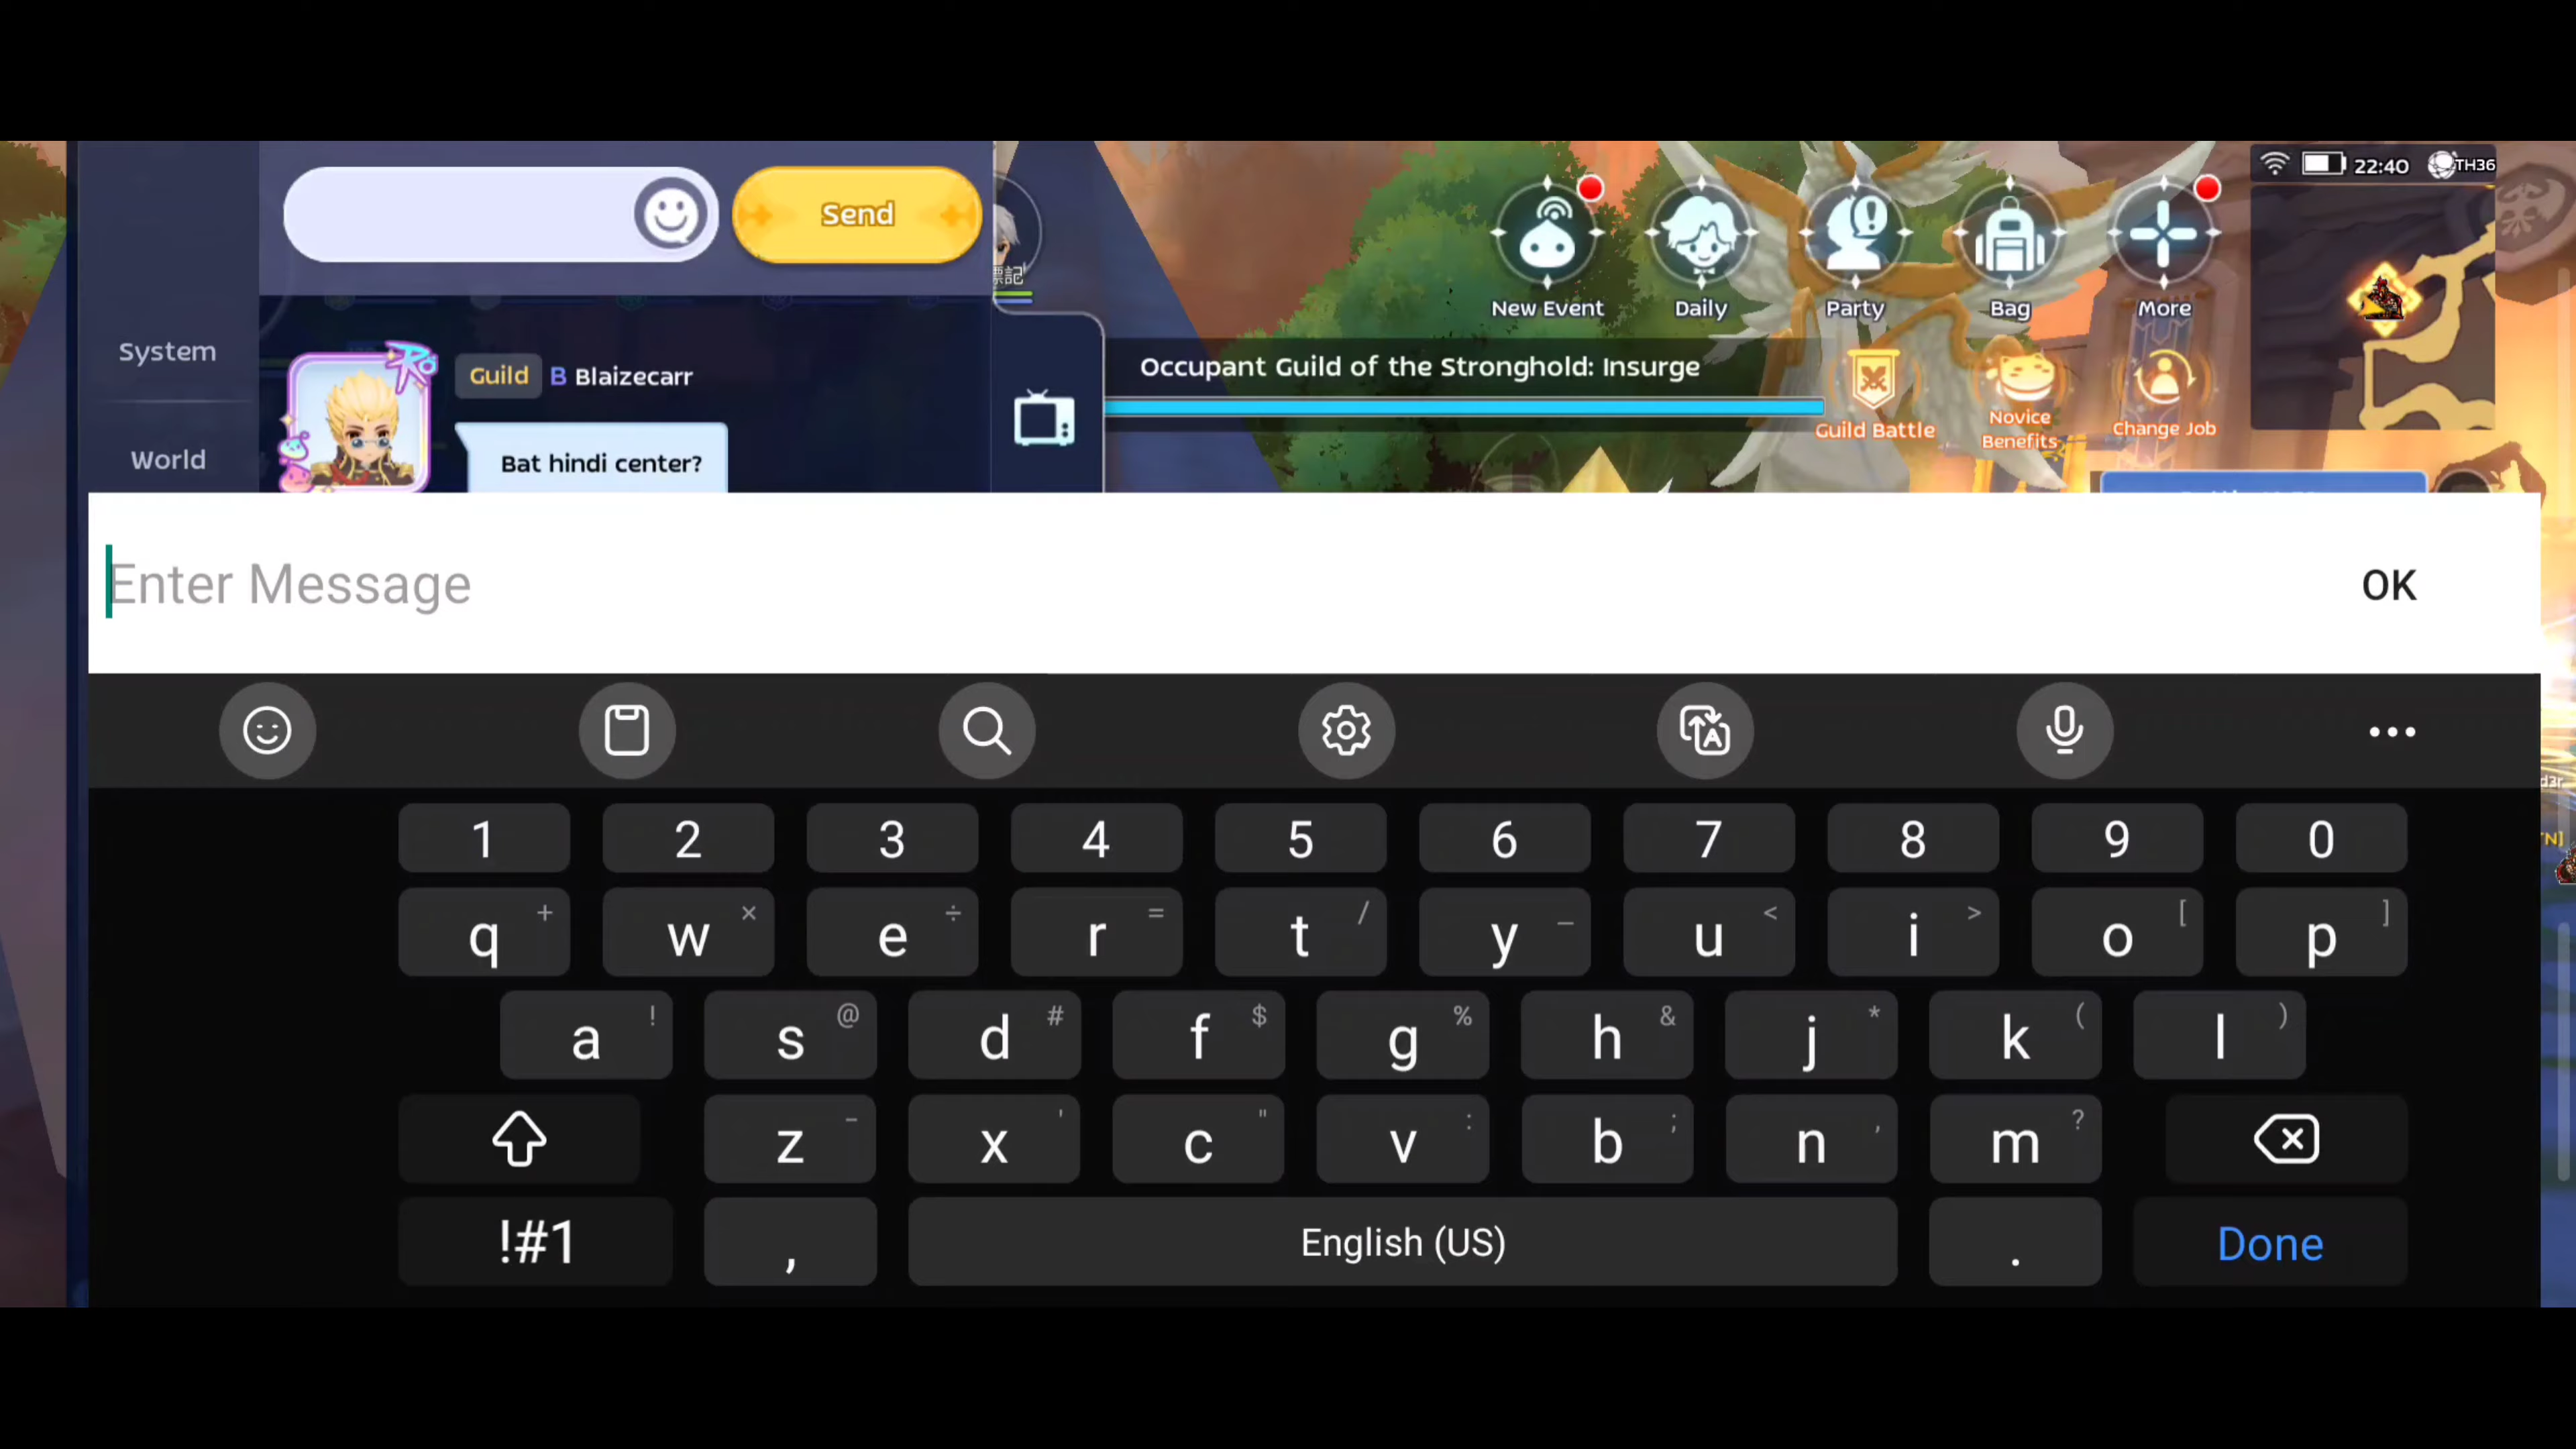 Send
22:40
TH36
標記
New Event
Daily
Party
Bag
More
System
Guild B Blaizecarr
Occupant Guild of the Stronghold: Insurge
World
Bat hindi center?
Guild Battle
Novice
Benefits
Change Job
Enter Message
OK
1 2 3 4 5 6 7 8 9 0
q + w × e ÷ r = t / y _ u < i > o [ p ]
a ! s @ d # f $ g % h & j * k ( l )
z - x ' c " v : b ; n , m ?
!#1 , English (US) . Done